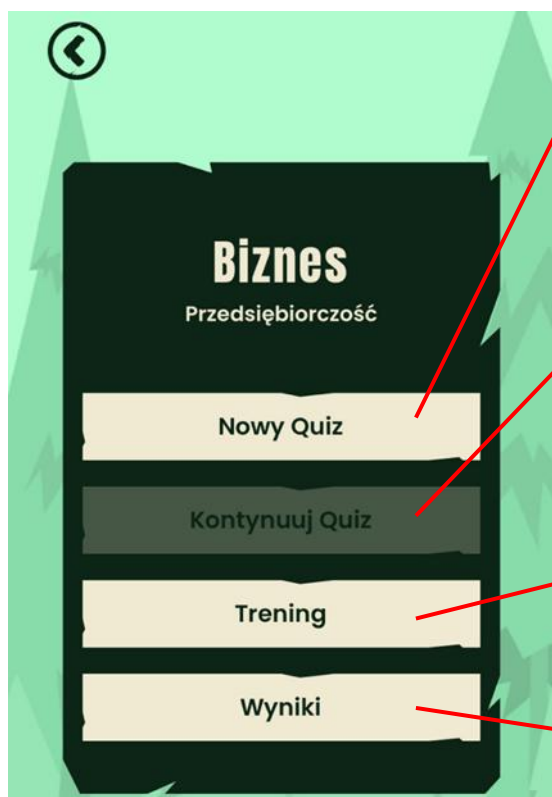 Biznes
Przedsiębiorczość
Nowy Quiz
Kontynuuj Quiz
Trening
Wyniki